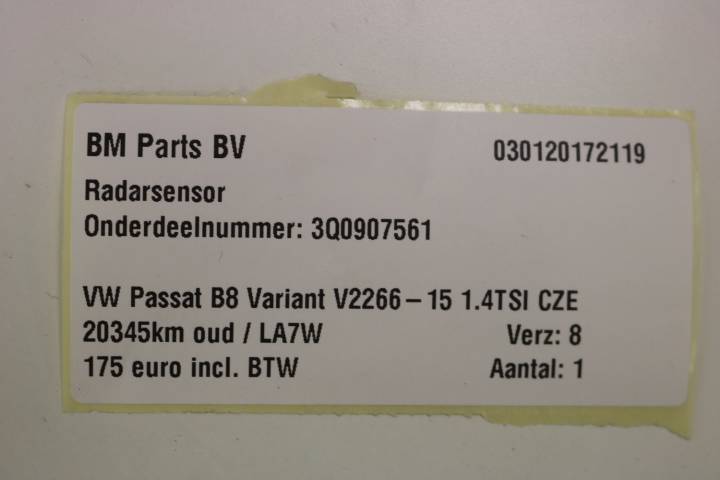 BM Parts BV 030120172119
Radarsensor
Onderdeelnummer: 3Q0907561
VW Passat B8 Variant V2266-15 1.4TSI CZE
20345km oud / LA7W Verz: 8
175 euro incl. BTW Aantal: 1